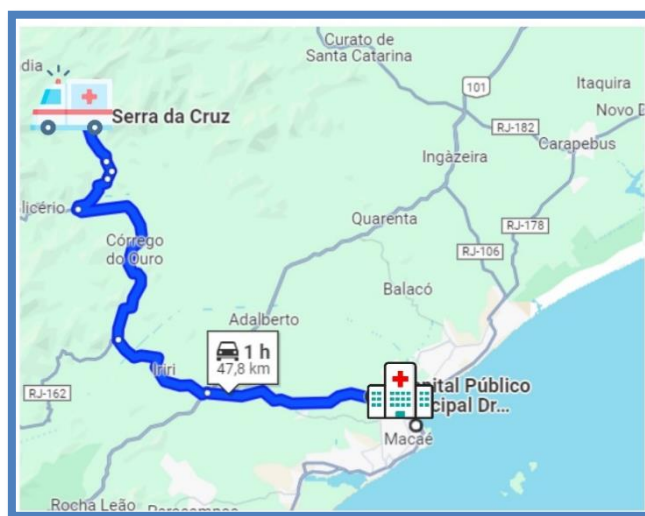 Curato de
Santa Catarina
dia
101
Itaquira
Serra da Cruz
RJ-182
Novo D
Carapebus
Ingàzeira
licério
Quarenta
RJ-178
Córrego
do Ouro
RJ-106
Balacó
Adalberto
1 h
47,8 km
Iriri
RJ-162
pital Público
icipal Dr...
Macaé
Rocha Leão